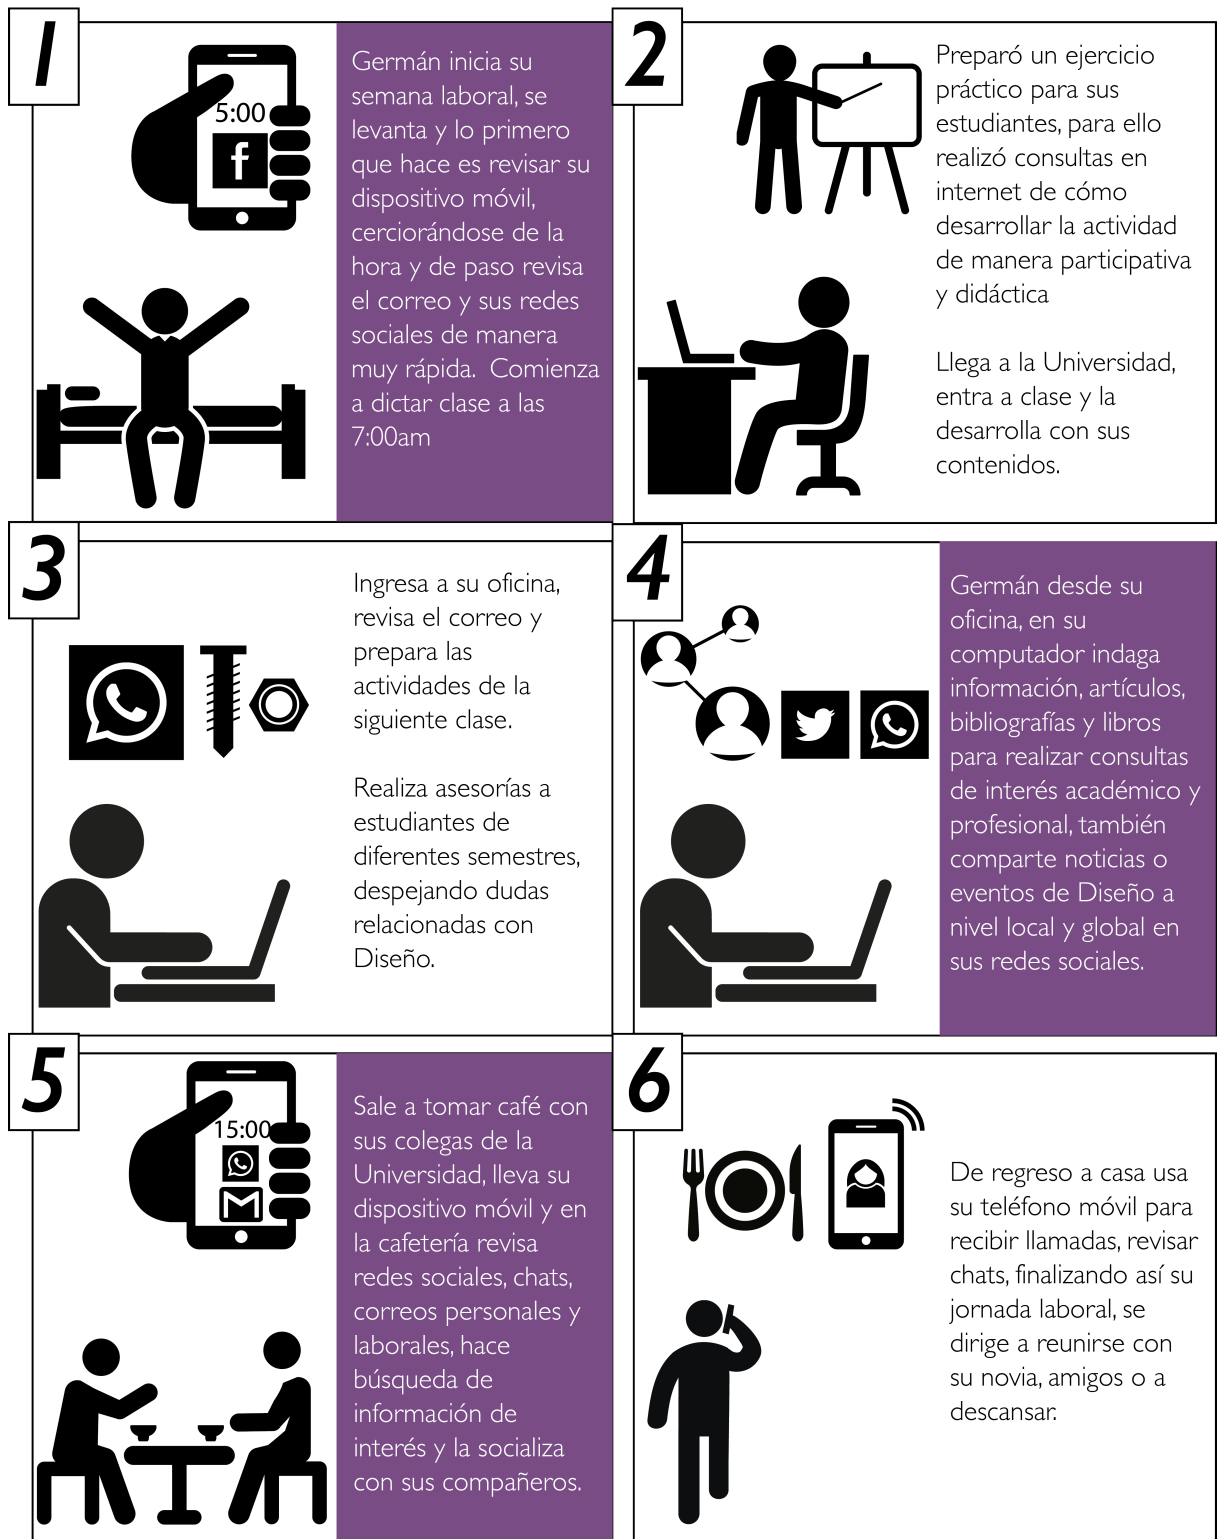 1
5:00
f
Germán inicia su
semana laboral, se
levanta y lo primero
que hace es revisar su
dispositivo móvil,
cerciorándose de la
hora y de paso revisa
el correo y sus redes
sociales de manera
muy rápida. Comienza
a dictar clase a las
7:00am
2
Preparó un ejercicio
práctico para sus
estudiantes, para ello
realizó consultas en
internet de cómo
desarrollar la actividad
de manera participativa
y didáctica
Llega a la Universidad,
entra a clase y la
desarrolla con sus
contenidos.
3
Ingresa a su oficina,
revisa el correo y
prepara las
actividades de la
siguiente clase.
Realiza asesorías a
estudiantes de
diferentes semestres,
despejando dudas
relacionadas con
Diseño.
4
Germán desde su
oficina, en su
computador indaga
información, artículos,
bibliografías y libros
para realizar consultas
de interés académico y
profesional, también
comparte noticias o
eventos de Diseño a
nivel local y global en
sus redes sociales.
5
15:00
Sale a tomar café con
sus colegas de la
Universidad, lleva su
dispositivo móvil y en
la cafetería revisa
redes sociales, chats,
correos personales y
laborales, hace
búsqueda de
información de
interés y la socializa
con sus compañeros.
6
De regreso a casa usa
su teléfono móvil para
recibir llamadas, revisar
chats, finalizando así su
jornada laboral, se
dirige a reunirse con
su novia, amigos o a
descansar.